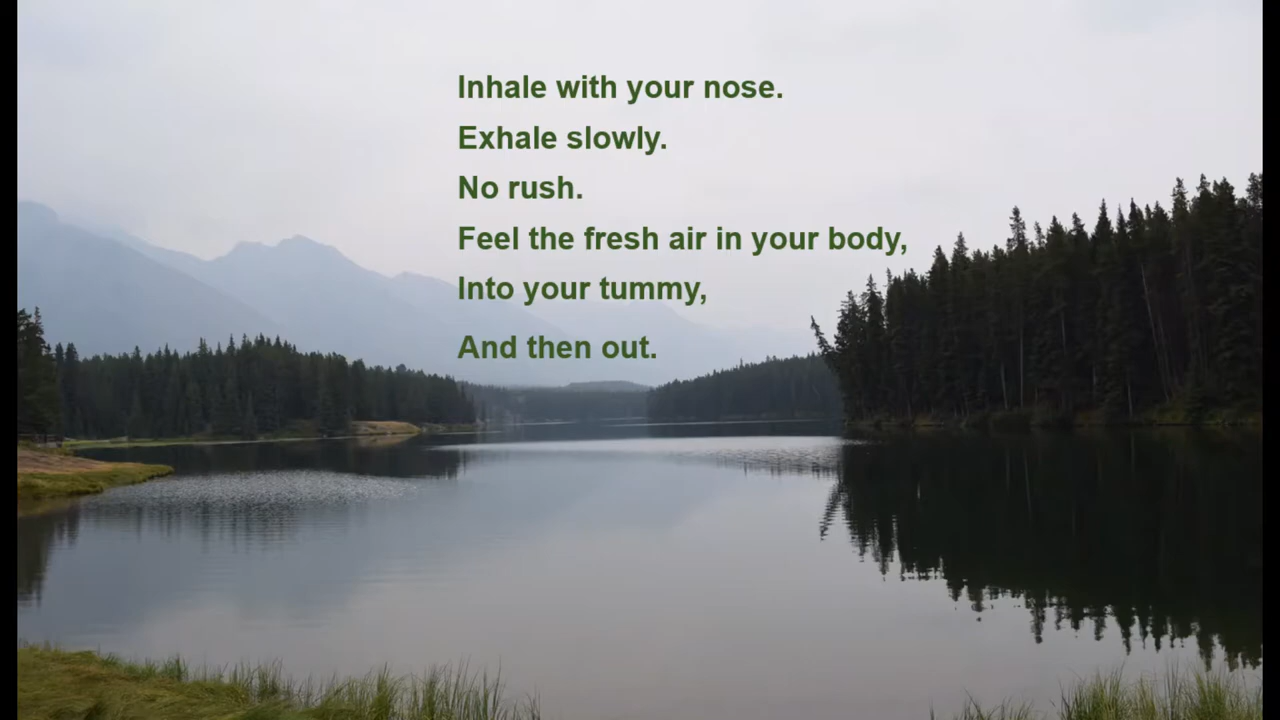 Inhale with your nose.
Exhale slowly.
No rush.
Feel the fresh air in your body,
Into your tummy,
And then out.